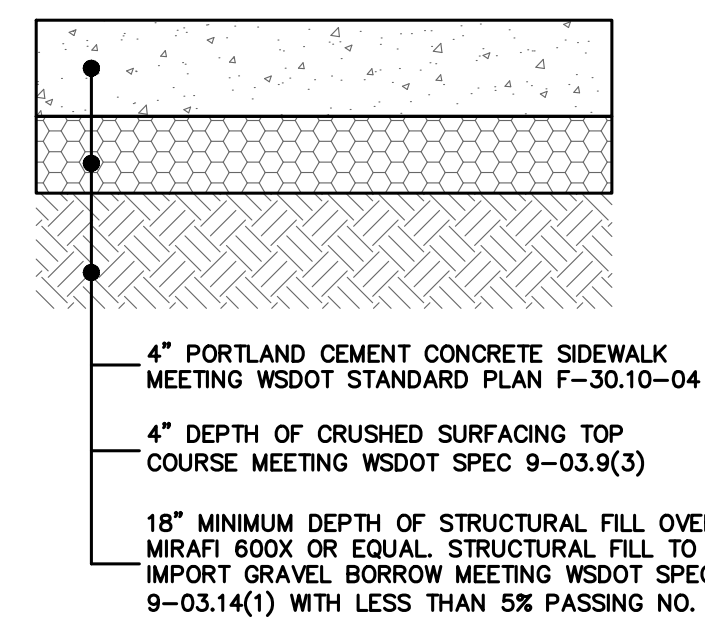 4" PORTLAND CEMENT CONCRETE SIDEWALK
MEETING WSDOT STANDARD PLAN F-30.10-04
4" DEPTH OF CRUSHED SURFACING TOP
COURSE MEETING WSDOT SPEC 9-03.9(3)
18" MINIMUM DEPTH OF STRUCTURAL FILL
MIRAFI 600X OR EQUAL. STRUCTURAL FILL TO
IMPORT GRAVEL BORROW MEETING WSDOT
9-03.14(1) WITH LESS THAN 5% PASSING NO.